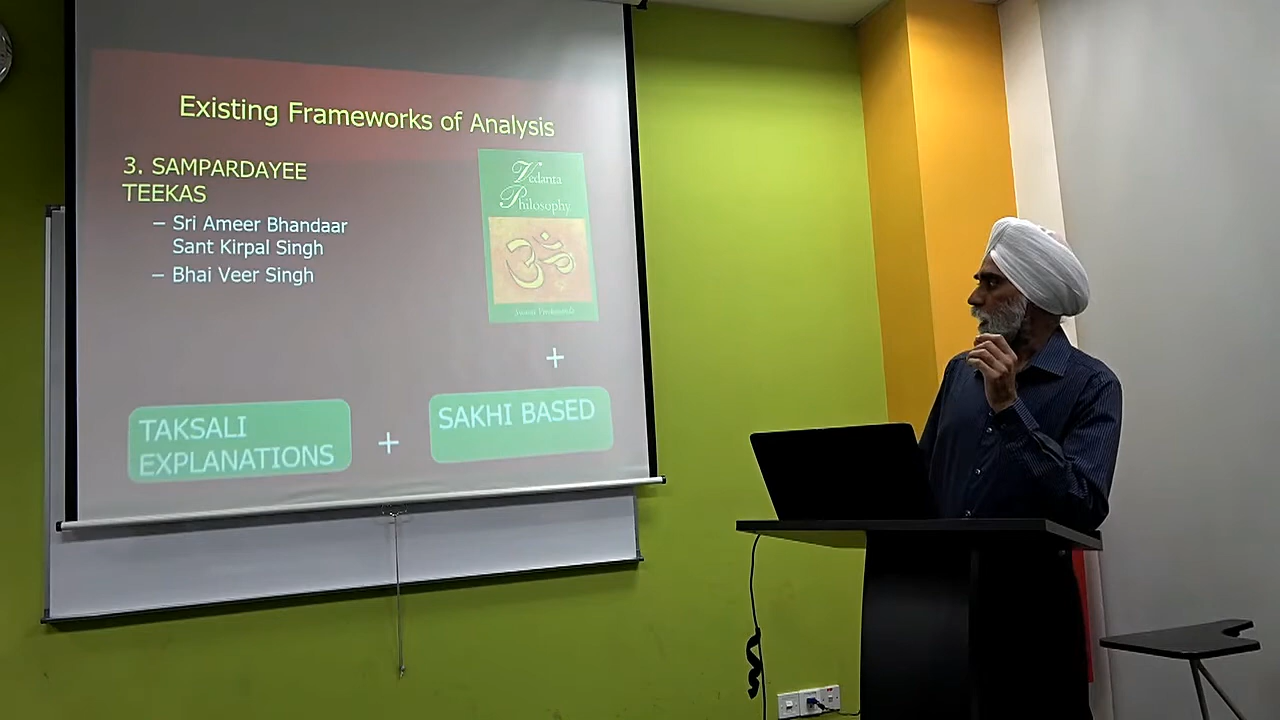 Existing Frameworks of Analysis
3. SAMPARDAYEE
TEEKAS
– Sri Ameer Bhandaar
Sant Kirpal Singh
– Bhai Veer Singh
Vedanta
Philosophy
+
TAKSALI
EXPLANATIONS
+
SAKHI BASED